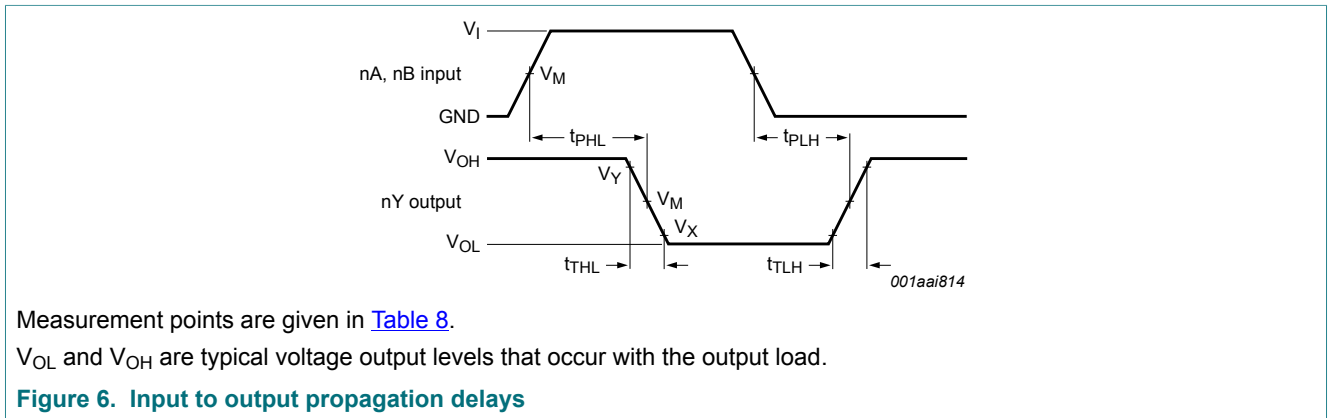 V_I
nA, nB input
V_M
GND
t_PHL
t_PLH
V_OH
V_Y
nY output
V_M
V_X
V_OL
t_THL
t_TLH
001aai814
Measurement points are given in Table 8.
V_OL and V_OH are typical voltage output levels that occur with the output load.
Figure 6. Input to output propagation delays